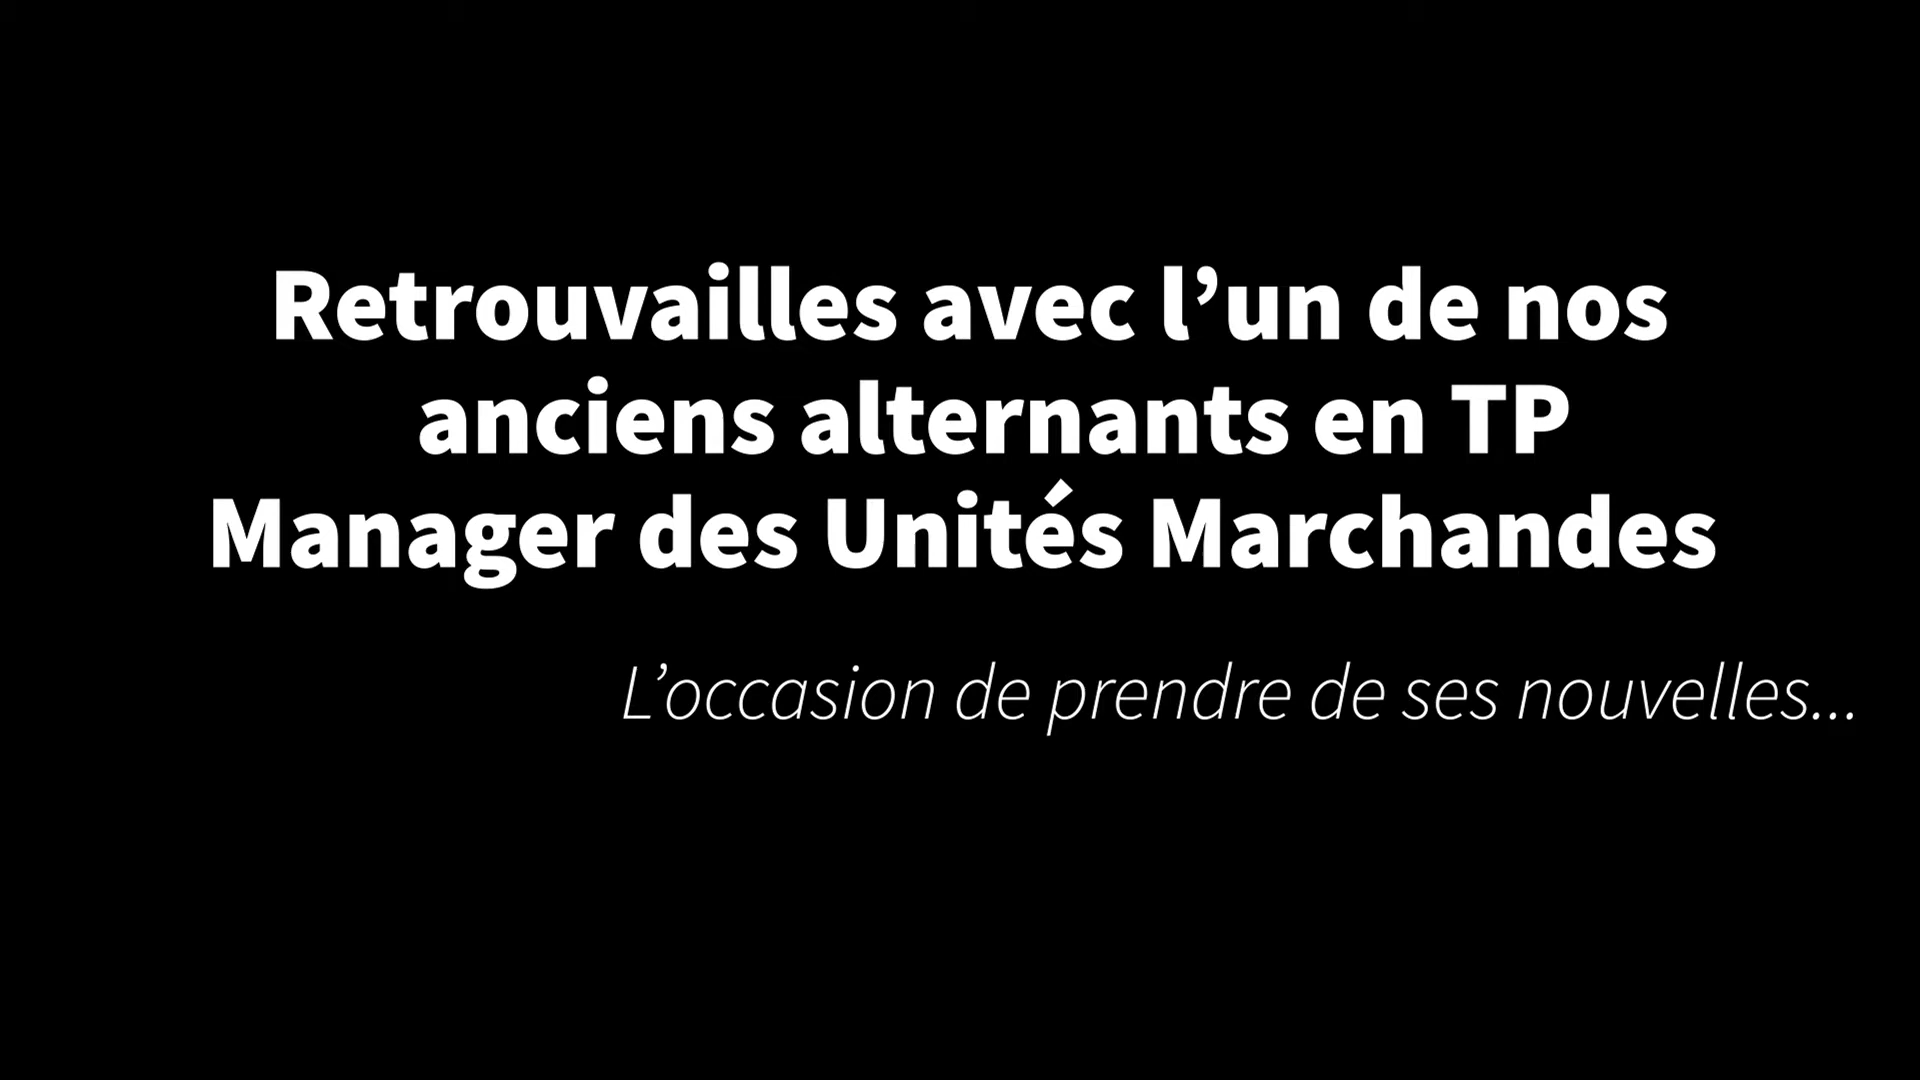 Retrouvailles avec l’un de nos
anciens alternants en TP
Manager des Unités Marchandes
L’occasion de prendre de ses nouvelles...